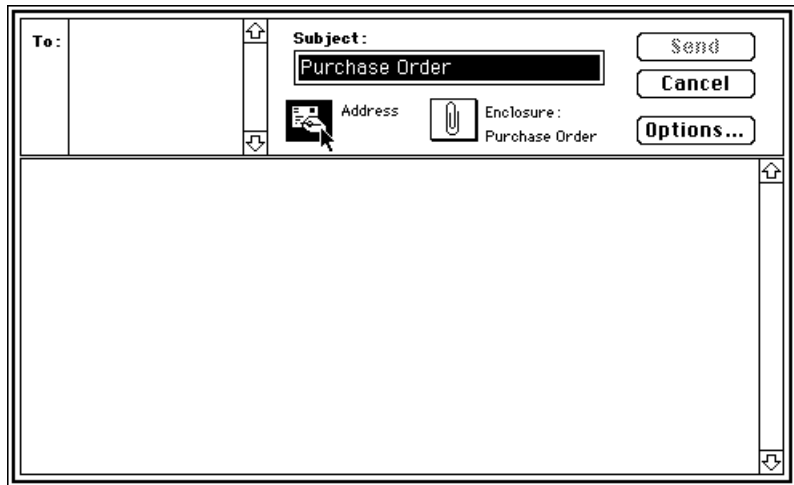 To:
Subject:
Purchase Order
Address
Enclosure:
Purchase Order
Send
Cancel
Options...